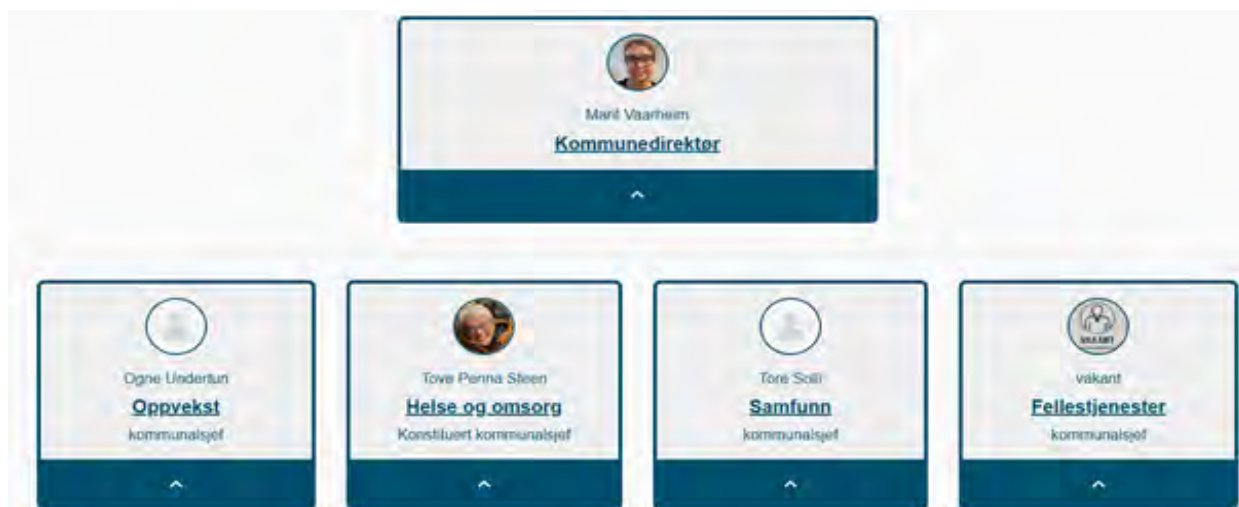 Marit Vaarheim
Kommunedirektør
Ogne Undertun
Oppvekst
kommunalsjef
Tove Penna Steen
Helse og omsorg
Konstituert kommunalsjef
Tore Solli
Samfunn
kommunalsjef
VAKANT
vakant
Fellestjenester
kommunalsjef